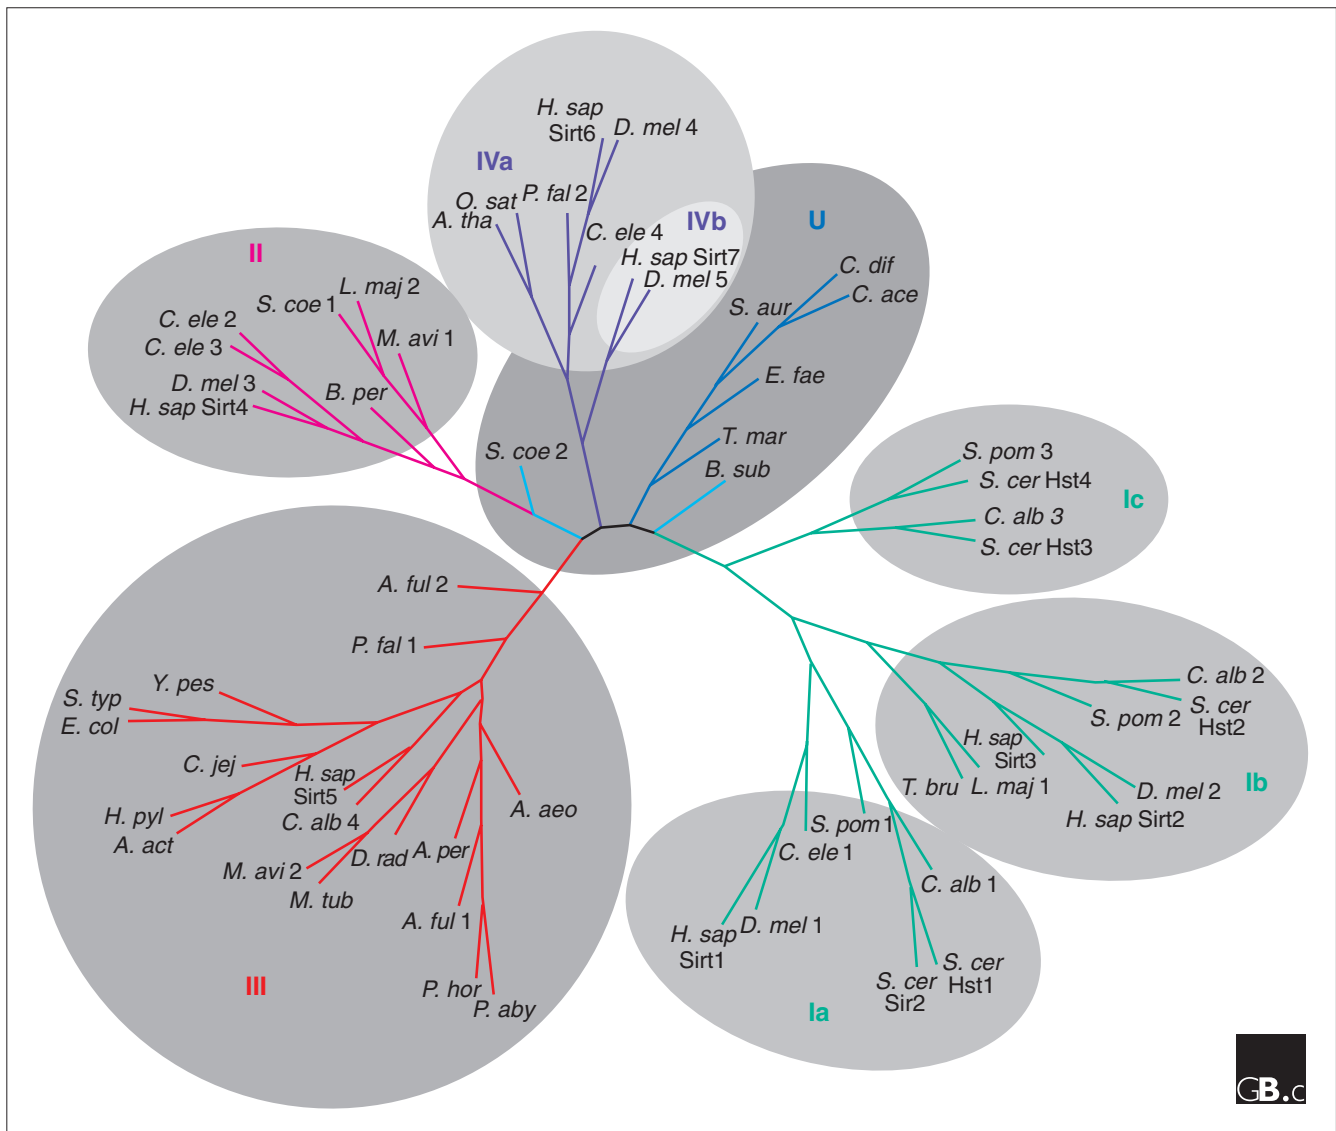 H. sap
Sirt6
D. mel 4
IVa
O. sat
P. fal 2
A. tha
IVb
U
C. ele 4
H. sap Sirt7
D. mel 5
II
L. maj 2
S. coe 1
C. ele 2
M. avi 1
C. ele 3
D. mel 3
B. per
H. sap Sirt4
C. dif
C. ace
S. aur
E. fae
T. mar
B. sub
S. coe 2
S. pom 3
S. cer Hst4
Ic
C. alb 3
S. cer Hst3
A. ful 2
P. fal 1
Y. pes
S. typ
E. col
C. jej
H. sap
Sirt5
H. pyl
C. alb 4
A. act
A. aeo
D. rad
A. per
M. avi 2
M. tub
A. ful 1
P. hor
P. aby
III
C. alb 2
S. cer
Hst2
S. pom 2
H. sap
Sirt3
T. bru
L. maj 1
D. mel 2
H. sap Sirt2
Ib
S. pom 1
C. ele 1
C. alb 1
H. sap
Sirt1
D. mel 1
S. cer
Hst1
S. cer
Sir2
Ia
GB.c